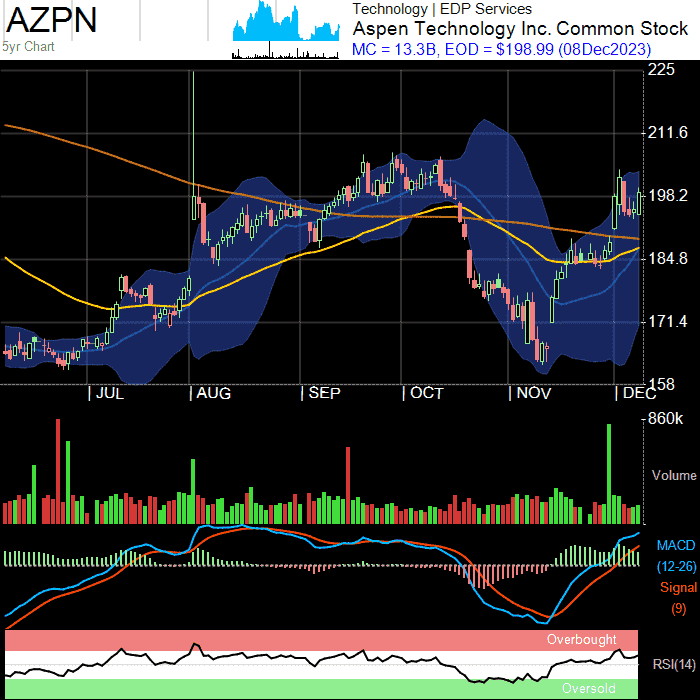 AZPN
5yr Chart
Technology | EDP Services
Aspen Technology Inc. Common Stock
MC = 13.3B, EOD = $198.99 (08Dec2023)
225
211.6
198.2
184.8
171.4
158
| JUL | AUG | SEP | OCT | NOV | DEC
860k
Volume
MACD
(12-26)
Signal
(9)
Overbought
RSI(14)
Oversold